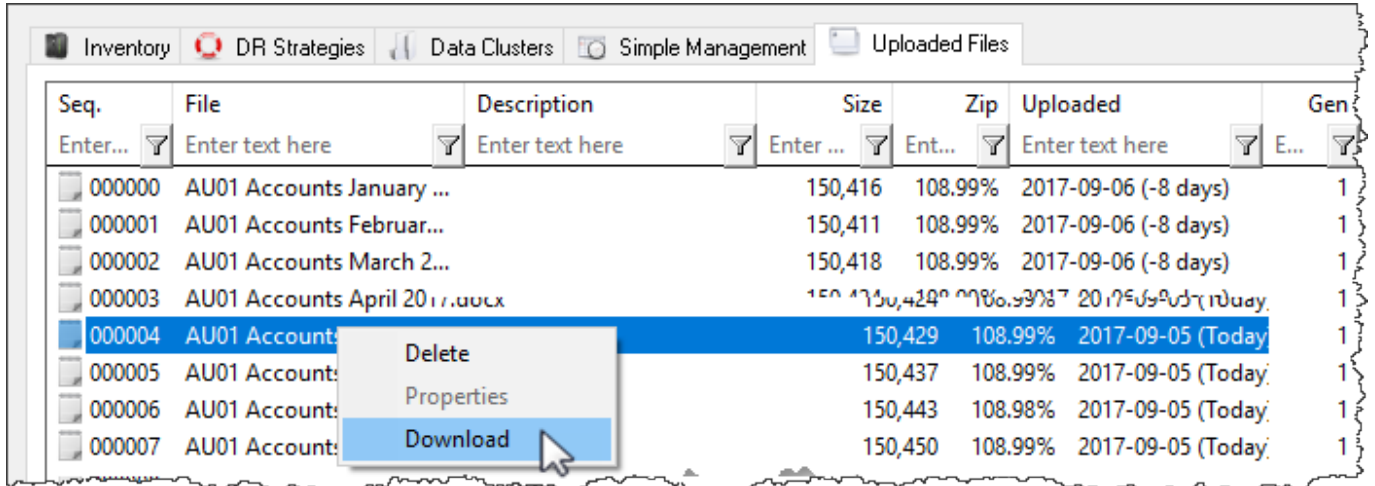 Inventory DR Strategies Data Clusters Simple Management Uploaded Files
Seq. File Description Size Zip Uploaded Gen
Enter... Enter text here Enter text here Enter ... Ent... Enter text here E...
000000 AU01 Accounts January ... 150,416 108.99% 2017-09-06 (-8 days) 1
000001 AU01 Accounts Februar... 150,411 108.99% 2017-09-06 (-8 days) 1
000002 AU01 Accounts March 2... 150,418 108.99% 2017-09-06 (-8 days) 1
000003 AU01 Accounts April 1
000004 AU01 Accounts 150,429 108.99% 2017-09-05 (Today 1
Delete
000005 AU01 Accounts 150,437 108.99% 2017-09-05 (Today 1
Properties
000006 AU01 Accounts 150,443 108.98% 2017-09-05 (Today 1
Download
000007 AU01 Accounts 150,450 108.99% 2017-09-05 (Today 1